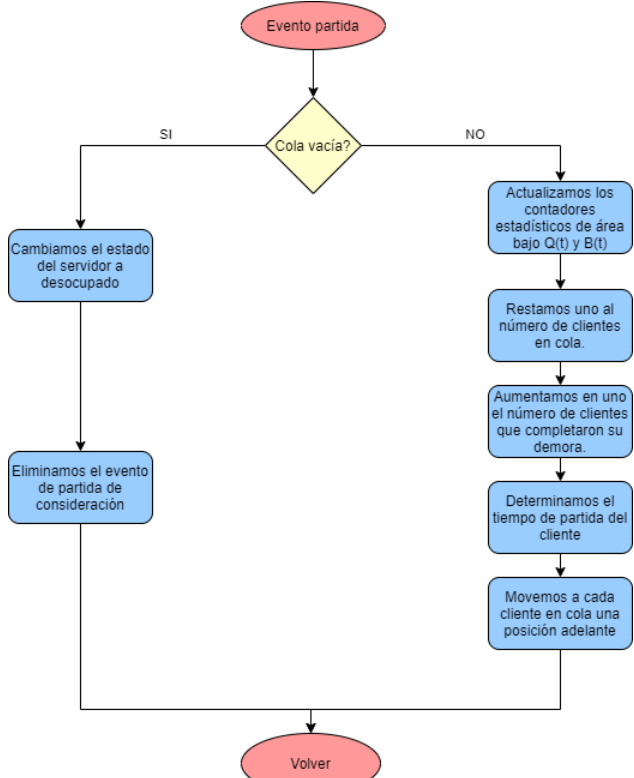 Evento partida
Cola vacía?
SI
NO
Cambiamos el estado
del servidor a
desocupado
Eliminamos el evento
de partida de
consideración
Actualizamos los
contadores
estadísticos de área
bajo Q(t) y B(t)
Restamos uno al
número de clientes
en cola.
Aumentamos en uno
el número de clientes
que completaron su
demora.
Determinamos el
tiempo de partida del
cliente
Movemos a cada
cliente en cola una
posición adelante
Volver